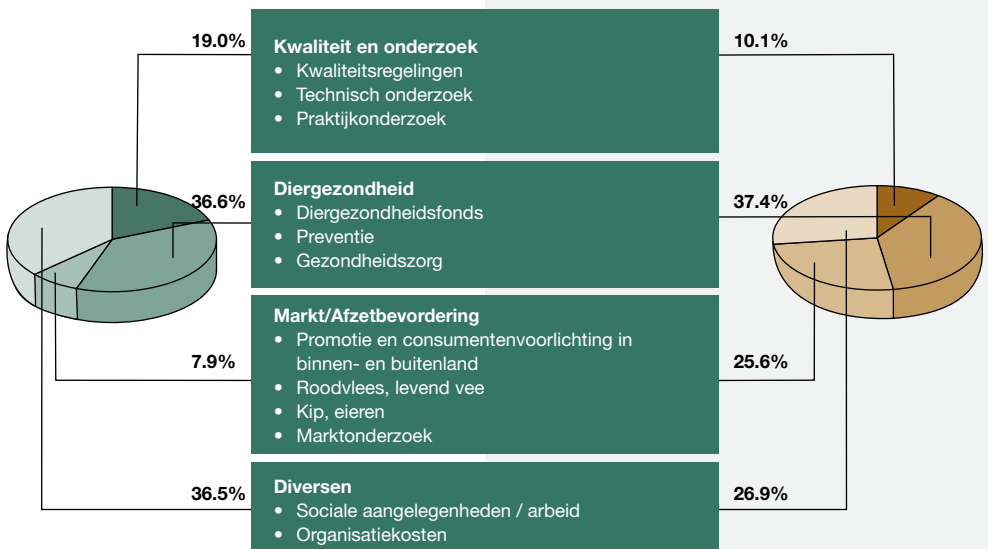 19.0%
Kwaliteit en onderzoek
• Kwaliteitsregelingen
• Technisch onderzoek
• Praktijkonderzoek
10.1%
36.6%
Diergezondheid
• Diergezondheidsfonds
• Preventie
• Gezondheidszorg
37.4%
7.9%
Markt/Afzetbevordering
• Promotie en consumentenvoorlichting in
binnen- en buitenland
• Roodvlees, levend vee
• Kip, eieren
• Marktonderzoek
25.6%
36.5%
Diversen
• Sociale aangelegenheden / arbeid
• Organisatiekosten
26.9%